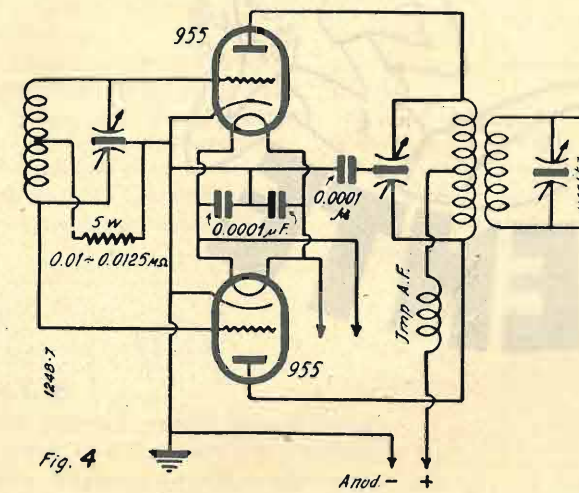 955
5 W
0.01÷0.0125 MΩ
0.0001 µF.
0.0001
Imp A.F.
955
1248-7
Fig. 4
Anod. - +